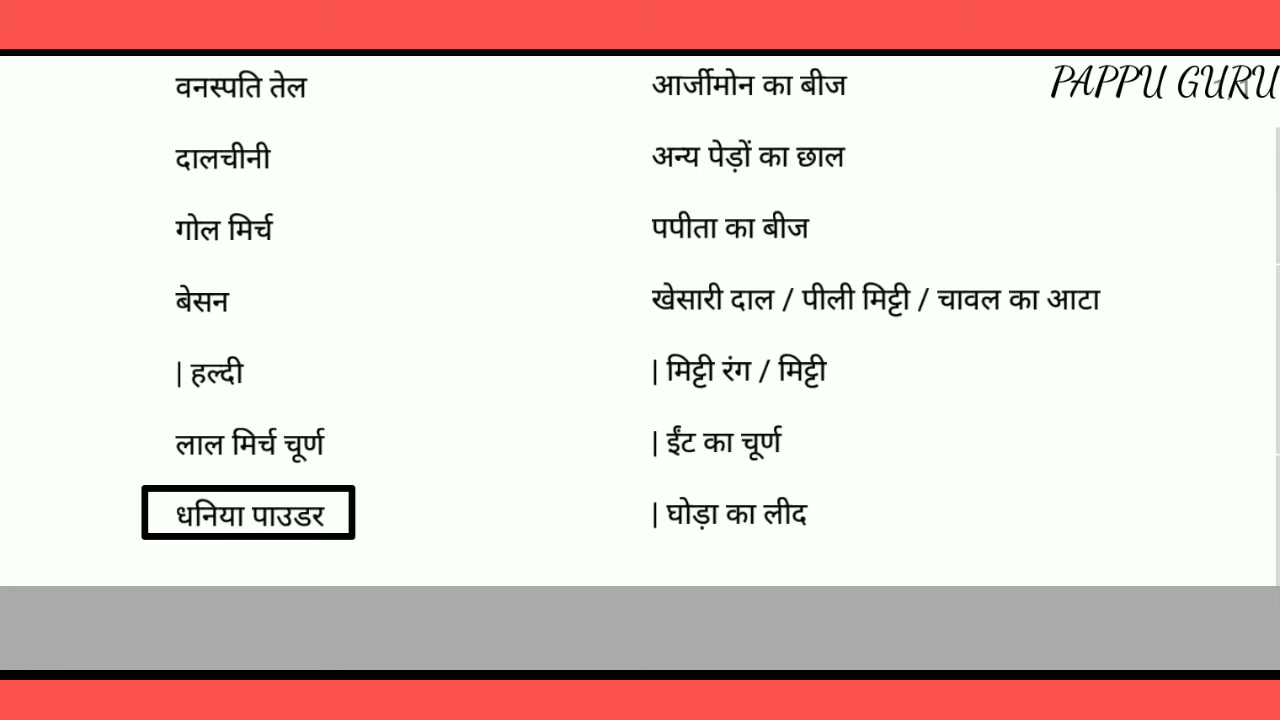 PAPPU GURU
वनस्पति तेल आर्जीमोन का बीज
दालचीनी अन्य पेड़ों का छाल
गोल मिर्च पपीता का बीज
बेसन खेसारी दाल / पीली मिट्टी / चावल का आटा
| हल्दी | मिट्टी रंग / मिट्टी
लाल मिर्च चूर्ण | ईंट का चूर्ण
धनिया पाउडर | घोड़ा का लीद